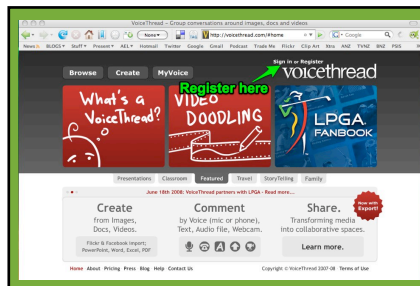 VoiceThread - Group conversations around images, docs and videos
None
http://voicethread.com/#home
Google
News BLOGS Stuff Present AEL Hotmail Twitter Google Gmail Podcast Trade Me Flickr Clip Art Xtra ANZ TVNZ BNZ PSIS
Sign in or Register
Browse Create MyVoice
voicethread
Register here
What's a VoiceThread?
VIDEO DOODLING
LPGA
FANBOOK
Presentations Classroom Featured Travel StoryTelling Family
June 18th 2008: VoiceThread partners with LPGA - Read more...
Now with Export!
Create
from Images,
Docs, Videos.
Flickr & Facebook import;
PowerPoint, Word, Excel, PDF
Comment
by Voice (mic or phone),
Text, Audio file, Webcam.
Share.
Transforming media
into collaborative spaces.
Learn more.
Home About Pricing Press Blog Help Contact Us
Copyright © VoiceThread 2007-08 Terms of Use